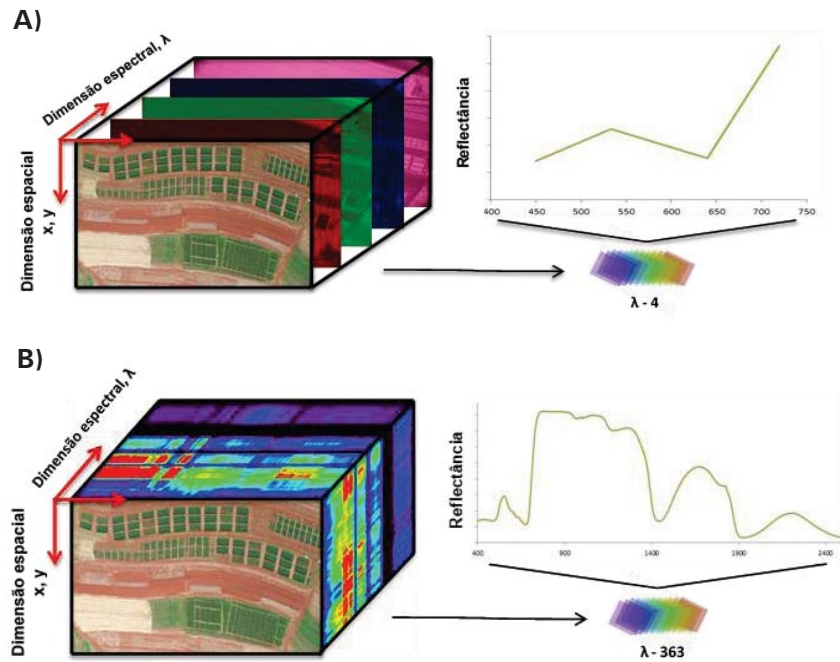 A)
Dimensão espectral, λ
Dimensão espacial
x, y
Reflectância
400 450 500 550 600 650 700 750
λ - 4
B)
Dimensão espectral, λ
Dimensão espacial
x, y
Reflectância
400 900 1400 1900 2400
λ - 363